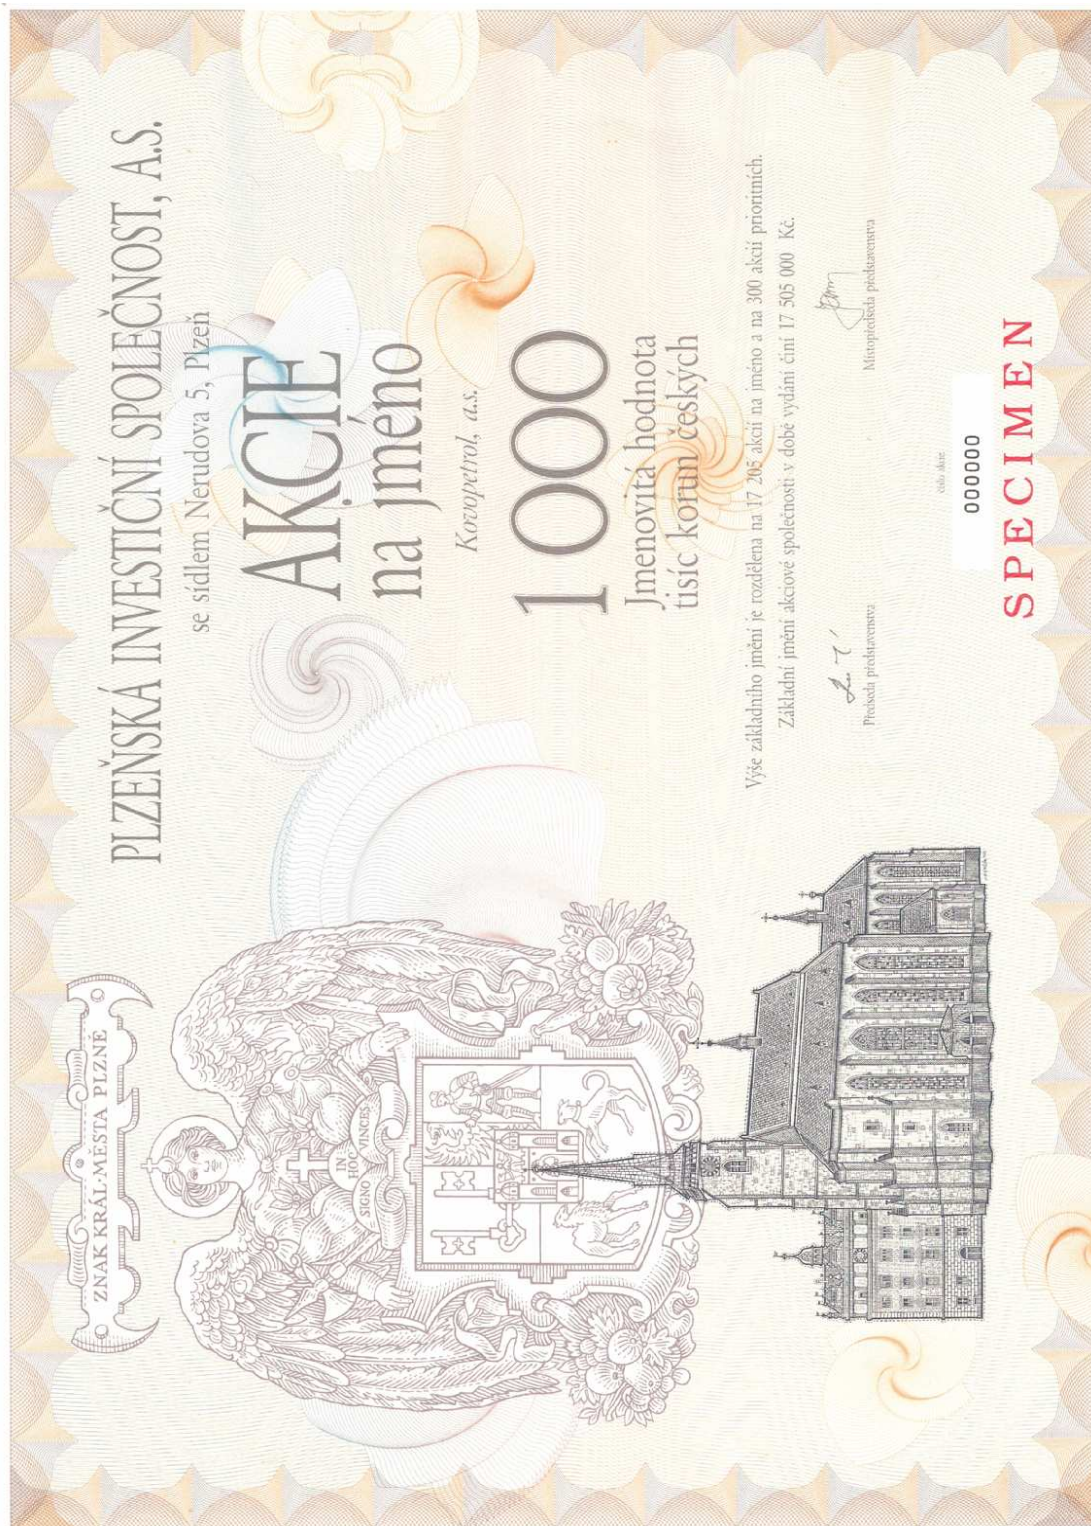 ZNAK KRÁL·MĚSTA PLZNĚ
IN
HOC
SIGNO VINCES
PLZEŇSKÁ INVESTIČNÍ SPOLEČNOST, A.S.
se sídlem Nerudova 5, Plzeň
AKCIE
na jméno
Kovopetrol, a.s.
1 000
Jmenovitá hodnota
tisíc korun českých
Výše základního jmění je rozdělena na 17 205 akcií na jméno a na 300 akcií prioritních.
Základní jmění akciové společnosti v době vydání činí 17 505 000 Kč.
Předseda představenstva
Místopředseda představenstva
číslo akcie
000000
SPECIMEN